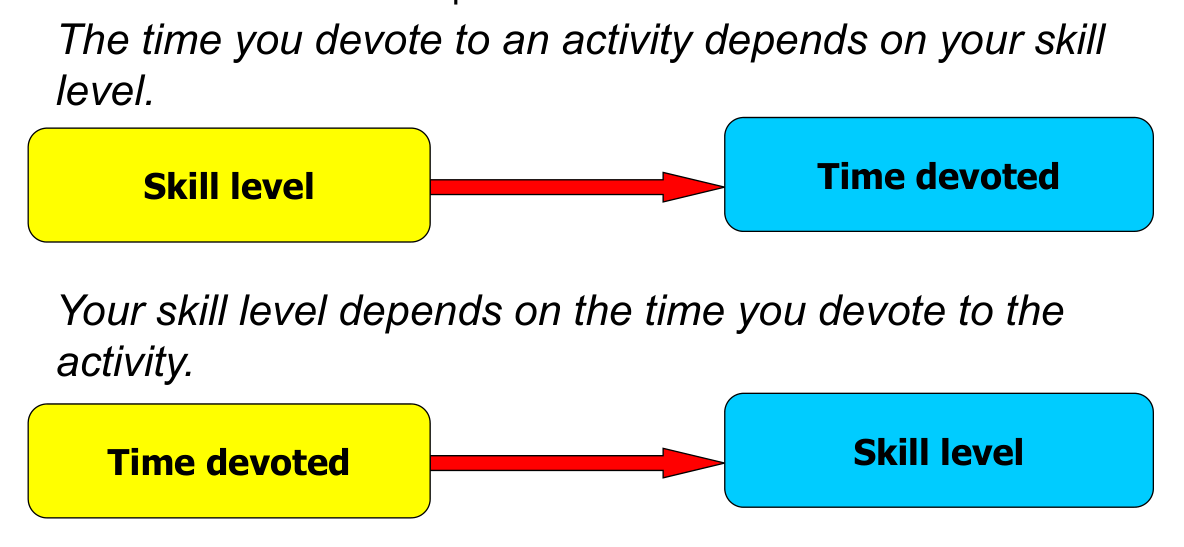 The time you devote to an activity depends on your skill
level.
Skill level
Time devoted
Your skill level depends on the time you devote to the
activity.
Time devoted
Skill level